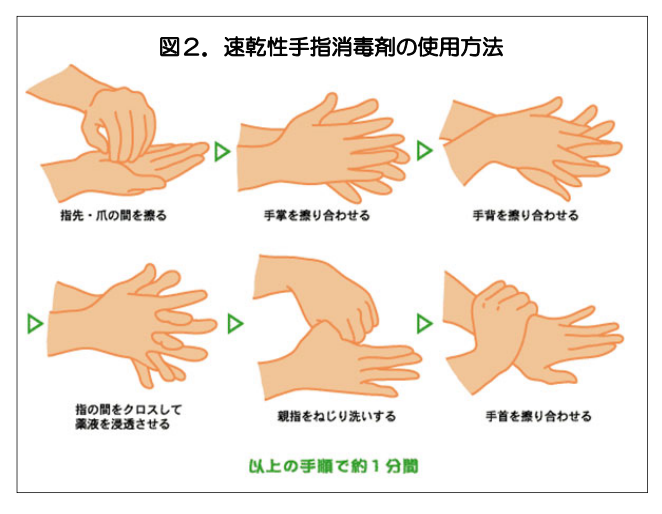 図2．速乾性手指消毒剤の使用方法
指先・爪の間を擦る
手掌を擦り合わせる
手背を擦り合わせる
指の間をクロスして
薬液を浸透させる
親指をねじり洗いする
手首を擦り合わせる
以上の手順で約1分間